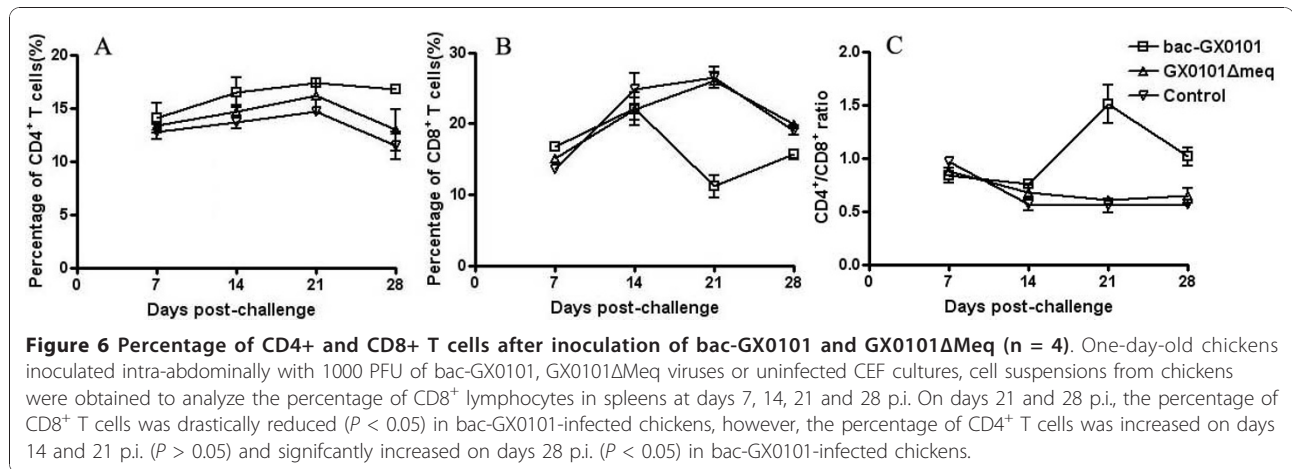 A
Percentage of CD4+ T cells(%)
20
15
10
5
0
0 7 14 21 28
Days post-challenge
B
Percentage of CD8+ T cells(%)
30
20
10
0
0 7 14 21 28
Days post-challenge
C
CD4+/CD8+ ratio
2.0
1.5
1.0
0.5
0.0
0 7 14 21 28
Days post-challenge
bac-GX0101
GX0101Δmeq
Control
Figure 6 Percentage of CD4+ and CD8+ T cells after inoculation of bac-GX0101 and GX0101ΔMeq (n = 4). One-day-old chickens
inoculated intra-abdominally with 1000 PFU of bac-GX0101, GX0101ΔMeq viruses or uninfected CEF cultures, cell suspensions from chickens
were obtained to analyze the percentage of CD8+ lymphocytes in spleens at days 7, 14, 21 and 28 p.i. On days 21 and 28 p.i., the percentage of
CD8+ T cells was drastically reduced (P < 0.05) in bac-GX0101-infected chickens, however, the percentage of CD4+ T cells was increased on days
14 and 21 p.i. (P > 0.05) and signifcantly increased on days 28 p.i. (P < 0.05) in bac-GX0101-infected chickens.